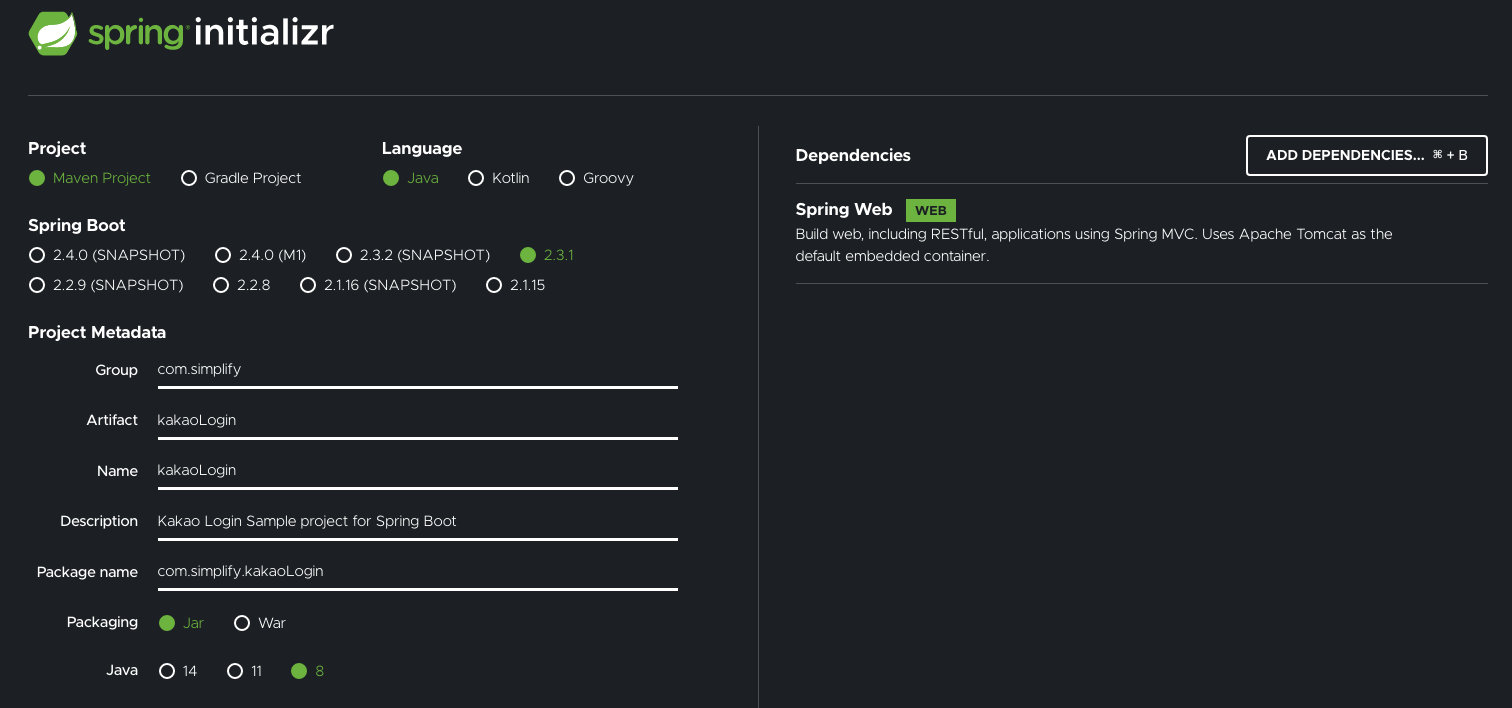 spring initializr
Project
Maven Project Gradle Project
Language
Java Kotlin Groovy
Spring Boot
2.4.0 (SNAPSHOT) 2.4.0 (M1) 2.3.2 (SNAPSHOT) 2.3.1
2.2.9 (SNAPSHOT) 2.2.8 2.1.16 (SNAPSHOT) 2.1.15
Project Metadata
Group com.simplify
Artifact kakaoLogin
Name kakaoLogin
Description Kakao Login Sample project for Spring Boot
Package name com.simplify.kakaoLogin
Packaging Jar War
Java 14 11 8
Dependencies
ADD DEPENDENCIES... ⌘ + B
Spring Web WEB
Build web, including RESTful, applications using Spring MVC. Uses Apache Tomcat as the
default embedded container.